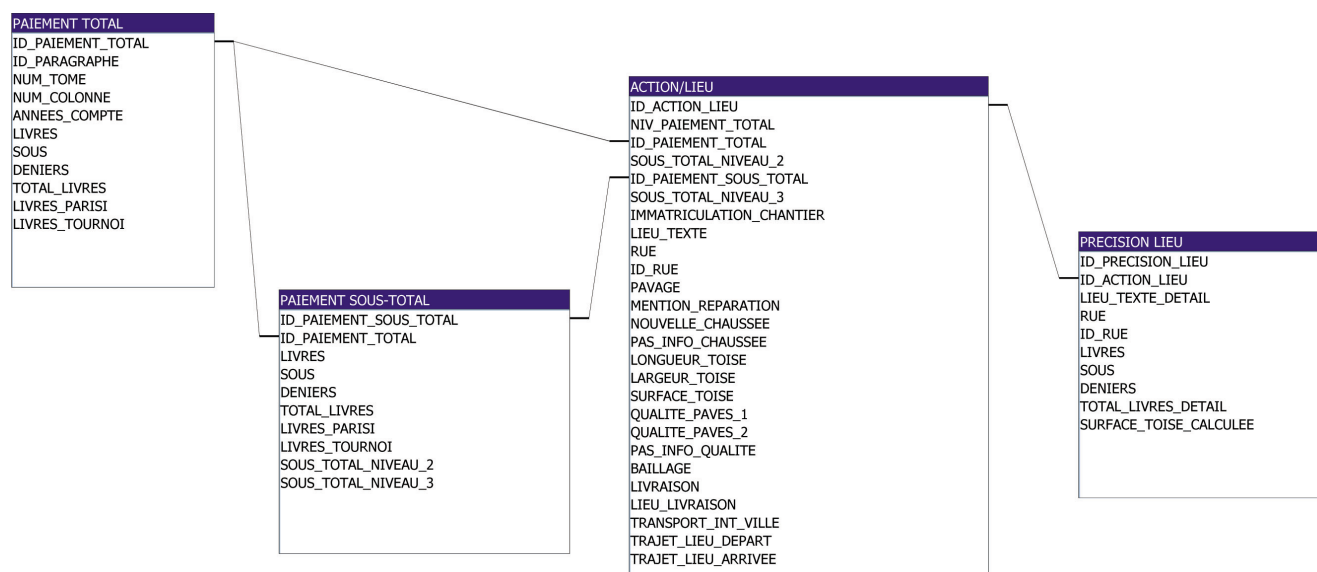 PAIEMENT TOTAL
ID_PAIEMENT_TOTAL
ID_PARAGRAPHE
NUM_TOME
NUM_COLONNE
ANNEES_COMPTE
LIVRES
SOUS
DENIERS
TOTAL_LIVRES
LIVRES_PARISI
LIVRES_TOURNOI
PAIEMENT SOUS-TOTAL
ID_PAIEMENT_SOUS_TOTAL
ID_PAIEMENT_TOTAL
LIVRES
SOUS
DENIERS
TOTAL_LIVRES
LIVRES_PARISI
LIVRES_TOURNOI
SOUS_TOTAL_NIVEAU_2
SOUS_TOTAL_NIVEAU_3
ACTION/LIEU
ID_ACTION_LIEU
NIV_PAIEMENT_TOTAL
ID_PAIEMENT_TOTAL
SOUS_TOTAL_NIVEAU_2
ID_PAIEMENT_SOUS_TOTAL
SOUS_TOTAL_NIVEAU_3
IMMATRICULATION_CHANTIER
LIEU_TEXTE
RUE
ID_RUE
PAVAGE
MENTION_REPARATION
NOUVELLE_CHAUSSEE
PAS_INFO_CHAUSSEE
LONGUEUR_TOISE
LARGEUR_TOISE
SURFACE_TOISE
QUALITE_PAVES_1
QUALITE_PAVES_2
PAS_INFO_QUALITE
BAILLAGE
LIVRAISON
LIEU_LIVRAISON
TRANSPORT_INT_VILLE
TRAJET_LIEU_DEPART
TRAJET_LIEU_ARRIVEE
PRECISION LIEU
ID_PRECISION_LIEU
ID_ACTION_LIEU
LIEU_TEXTE_DETAIL
RUE
ID_RUE
LIVRES
SOUS
DENIERS
TOTAL_LIVRES_DETAIL
SURFACE_TOISE_CALCULEE